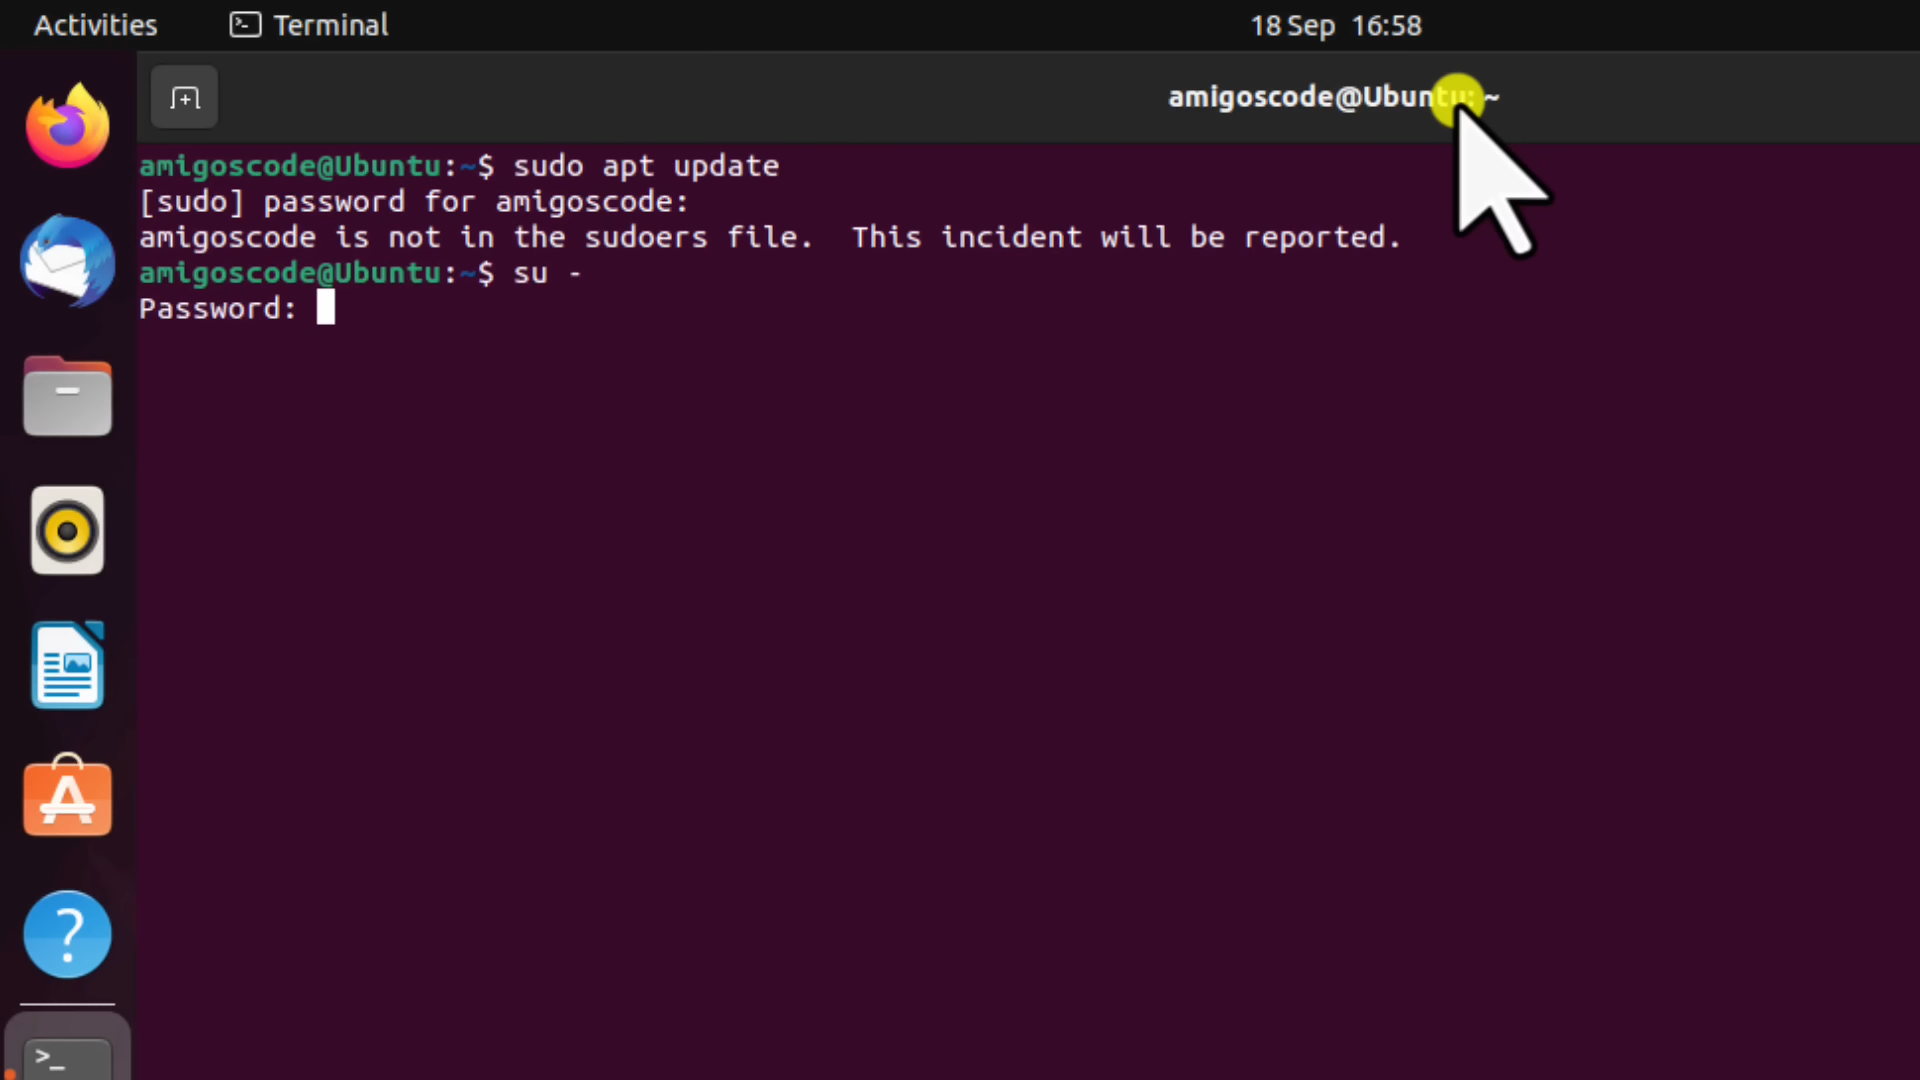 Activities Terminal 18 Sep 16:58
amigoscode@Ubuntu: ~
amigoscode@Ubuntu:~$ sudo apt update
[sudo] password for amigoscode:
amigoscode is not in the sudoers file.  This incident will be reported.
amigoscode@Ubuntu:~$ su -
Password: